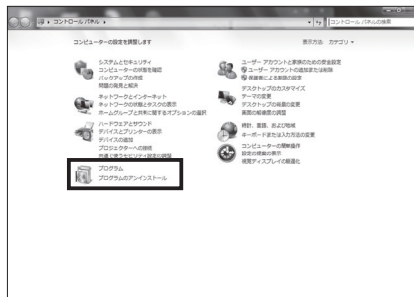 コントロール パネル
コントロール パネルの検索
コンピューターの設定を調整します
表示方法: カテゴリ
システムとセキュリティ
コンピューターの状態を確認
バックアップの作成
問題の発見と解決
ネットワークとインターネット
ネットワークの状態とタスクの表示
ホームグループと共有に関するオプションの選択
ハードウェアとサウンド
デバイスとプリンターの表示
デバイスの追加
プロジェクターへの接続
共通で使うモビリティ設定の調整
プログラム
プログラムのアンインストール
ユーザー アカウントと家族のための安全設定
ユーザー アカウントの追加または削除
保護者による制限の設定
デスクトップのカスタマイズ
テーマの変更
デスクトップの背景の変更
画面の解像度の調整
時計、言語、および地域
キーボードまたは入力方法の変更
コンピューターの簡単操作
設定の提案の表示
視覚ディスプレイの最適化